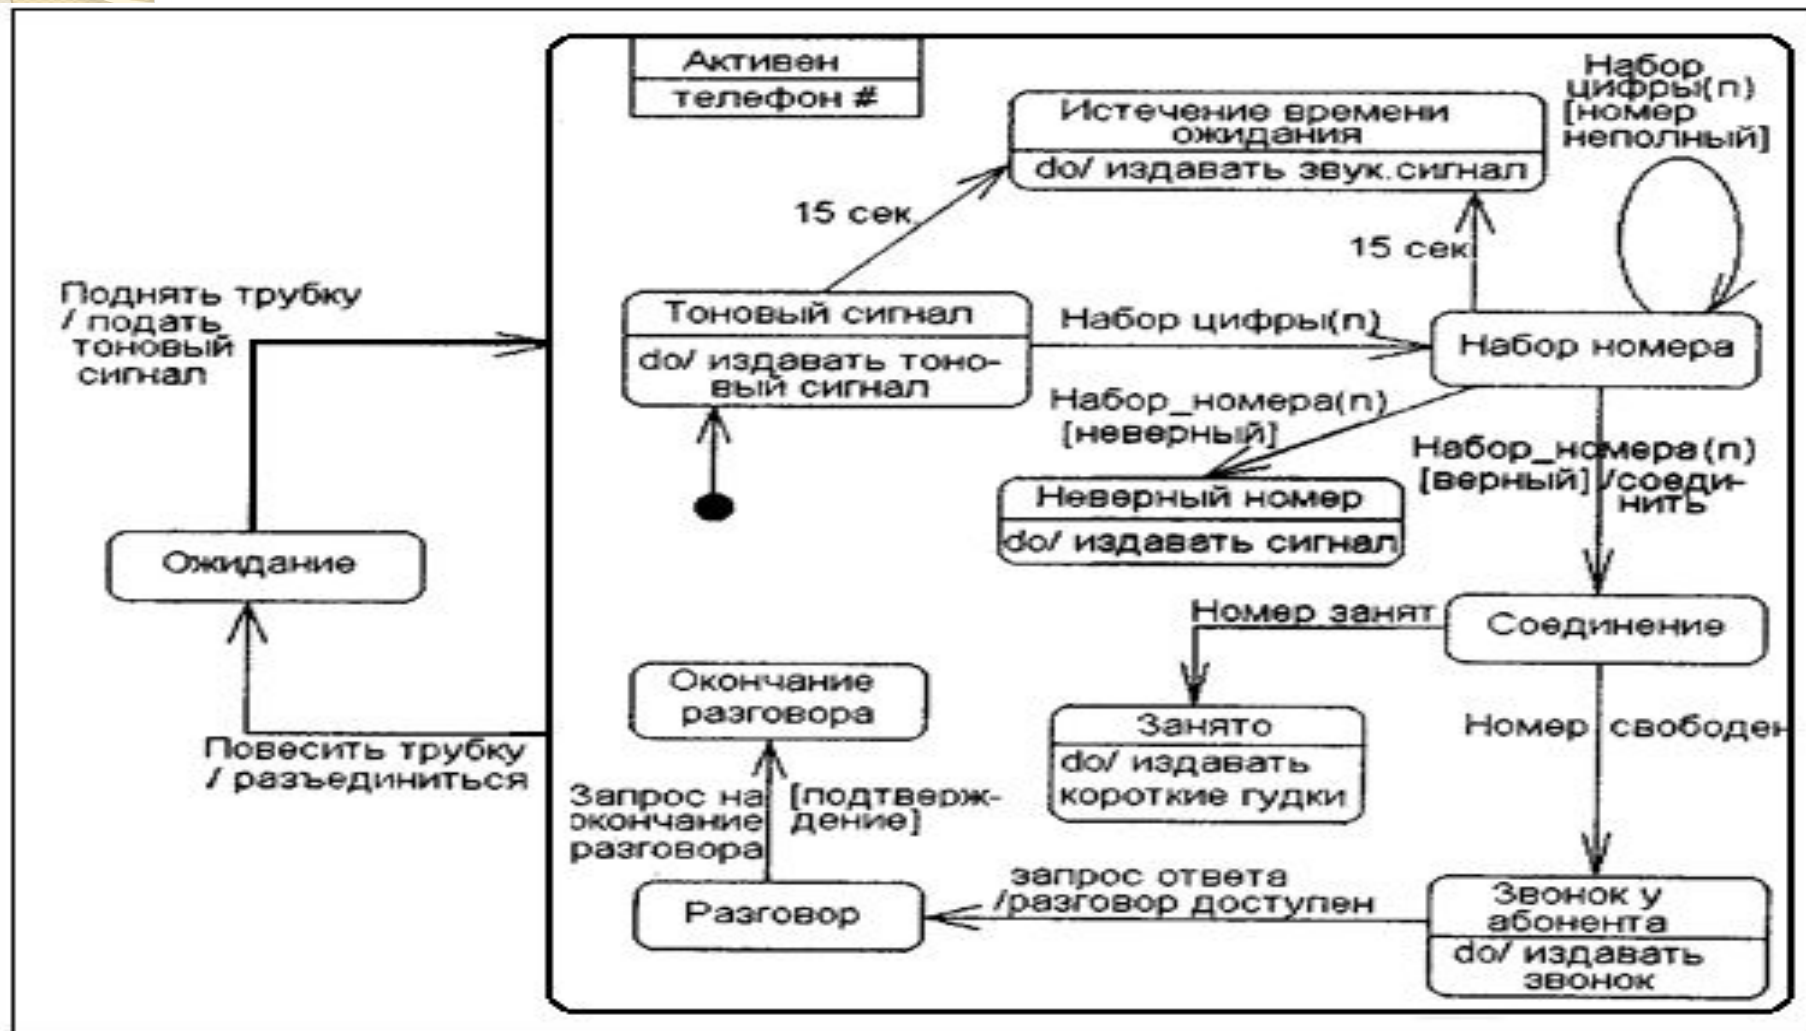 Активен
телефон #
Истечение времени
ожидания
do/ издавать звук.сигнал
Набор
цифры(n)
[номер
неполный]
15 сек
15 сек
Поднять трубку
/ подать
тоновый
сигнал
Тоновый сигнал
do/ издавать тоно-
вый сигнал
Набор цифры(n)
Набор номера
Набор_номера(n)
[неверный]
Набор_номера(n)
[верный] /соеди-
нить
Неверный номер
do/ издавать сигнал
Ожидание
Номер занят
Соединение
Окончание
разговора
Занято
do/ издавать
короткие гудки
Номер свободен
Повесить трубку
/ разъединиться
Запрос на
окончание
разговора
[подтверж-
дение]
запрос ответа
/разговор доступен
Разговор
Звонок у
абонента
do/ издавать
звонок